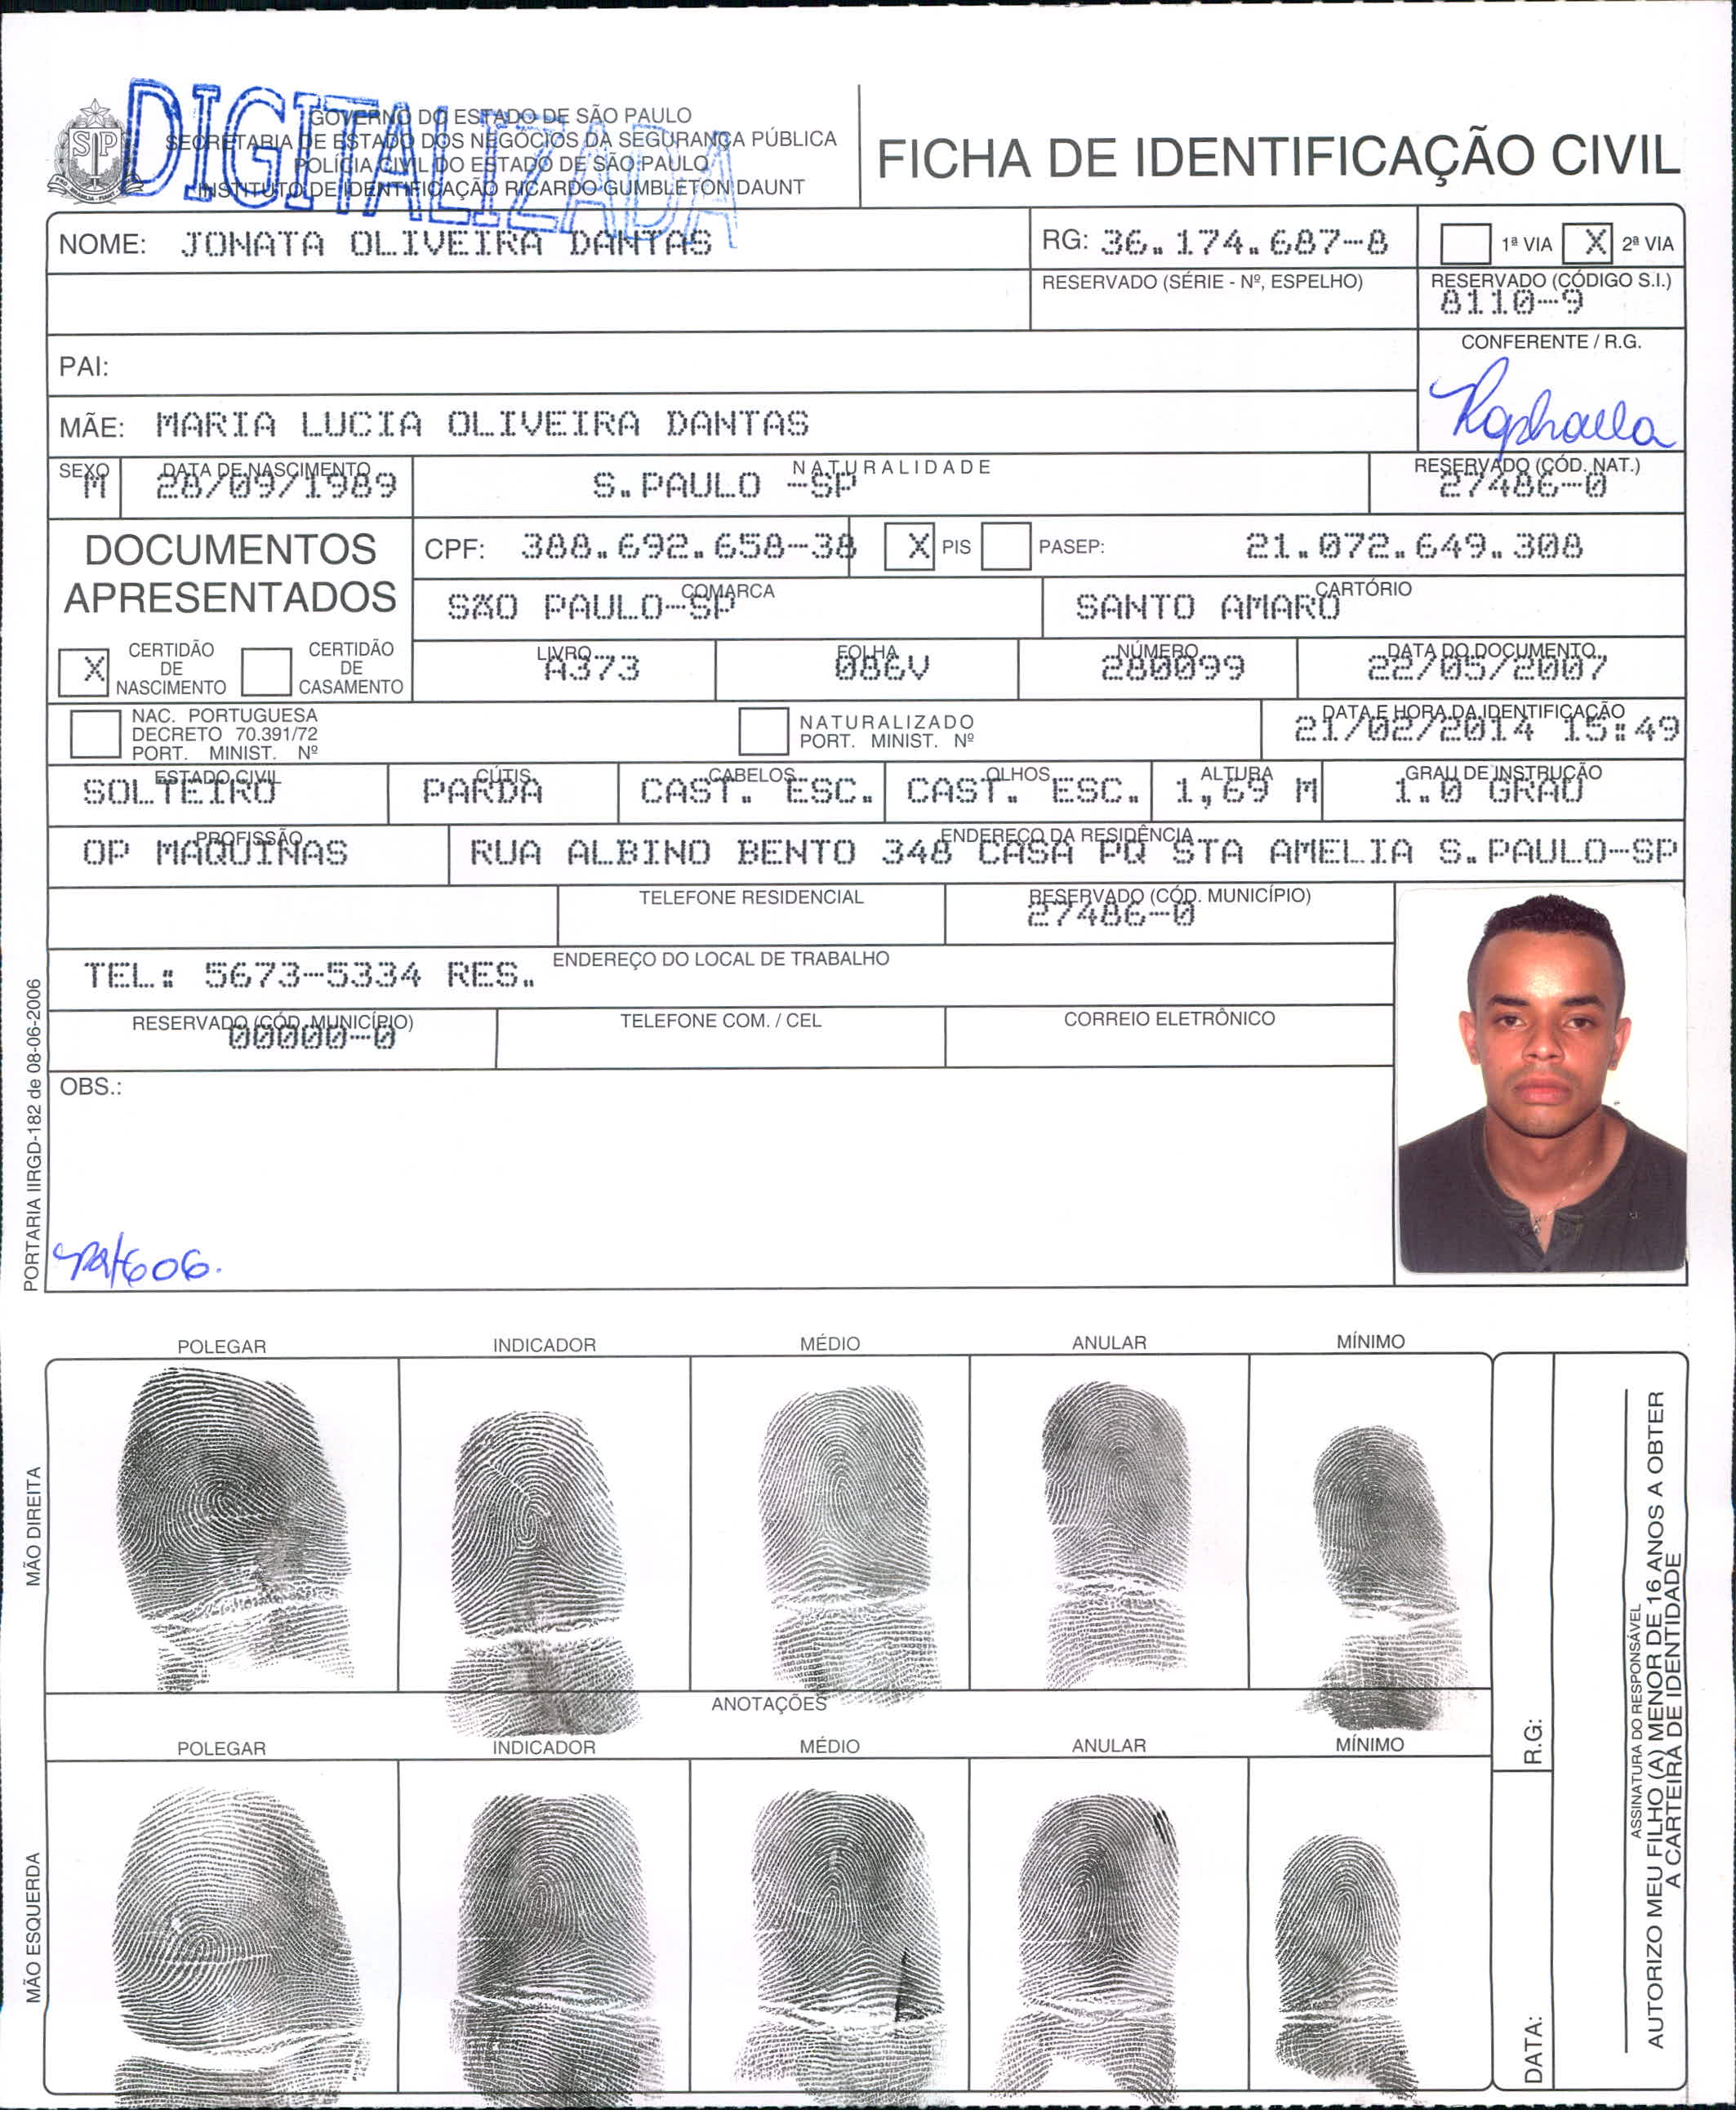 DIGITALIZADA
GOVERNO DO ESTADO DE SÃO PAULO
SECRETARIA DE ESTADO DOS NEGÓCIOS DA SEGURANÇA PÚBLICA
POLÍCIA CIVIL DO ESTADO DE SÃO PAULO
INSTITUTO DE IDENTIFICAÇÃO RICARDO GUMBLETON DAUNT
FICHA DE IDENTIFICAÇÃO CIVIL
NOME: JONATA OLIVEIRA DANTAS
RG: 36.174.687-8
1ª VIA X 2ª VIA
RESERVADO (SÉRIE - Nº, ESPELHO)
RESERVADO (CÓDIGO S.I.)
8110-9
PAI:
CONFERENTE / R.G.
Raphaella
MÃE: MARIA LUCIA OLIVEIRA DANTAS
SEXO
M
DATA DE NASCIMENTO
28/09/1989
NATURALIDADE
S.PAULO -SP
RESERVADO (CÓD. NAT.)
27486-0
DOCUMENTOS
APRESENTADOS
CPF: 388.692.658-38
X PIS
PASEP: 21.072.649.308
COMARCA
SÃO PAULO-SP
CARTÓRIO
SANTO AMARO
X CERTIDÃO DE NASCIMENTO
CERTIDÃO DE CASAMENTO
LIVRO
A373
FOLHA
086V
NÚMERO
280099
DATA DO DOCUMENTO
22/05/2007
NAC. PORTUGUESA
DECRETO 70.391/72
PORT. MINIST. Nº
NATURALIZADO
PORT. MINIST. Nº
DATA E HORA DA IDENTIFICAÇÃO
21/02/2014 15:49
ESTADO CIVIL
SOLTEIRO
CÚTIS
PARDA
CABELOS
CAST. ESC.
OLHOS
CAST. ESC.
ALTURA
1,69 M
GRAU DE INSTRUÇÃO
1.0 GRAU
PROFISSÃO
OP MAQUINAS
ENDEREÇO DA RESIDÊNCIA
RUA ALBINO BENTO 348 CASA PQ STA AMELIA S.PAULO-SP
TELEFONE RESIDENCIAL
RESERVADO (CÓD. MUNICÍPIO)
27486-0
ENDEREÇO DO LOCAL DE TRABALHO
TEL: 5673-5334 RES.
RESERVADO (CÓD. MUNICÍPIO)
00000-0
TELEFONE COM. / CEL
CORREIO ELETRÔNICO
OBS.:
PORTARIA IIRGD-182 de 08-06-2006
POLEGAR INDICADOR MÉDIO ANULAR MÍNIMO
MÃO DIREITA
ANOTAÇÕES
POLEGAR INDICADOR MÉDIO ANULAR MÍNIMO
MÃO ESQUERDA
R.G:
DATA:
ASSINATURA DO RESPONSÁVEL
AUTORIZO MEU FILHO (A) MENOR DE 16 ANOS A OBTER
A CARTEIRA DE IDENTIDADE